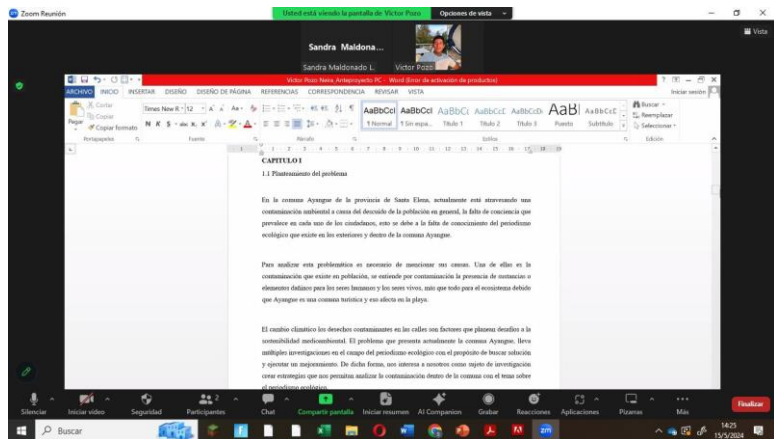 Zoom Reunión
Usted está viendo la pantalla de Victor Pozo
Opciones de vista
Vista
Sandra Maldona...
Sandra Maldonado L.
Victor Pozo
Victor Pozo Neira_Anteproyecto PC - Word (Error de activación de productos)
ARCHIVO INICIO INSERTAR DISEÑO DISEÑO DE PÁGINA REFERENCIAS CORRESPONDENCIA REVISAR VISTA
Iniciar sesión
Pegar
Cortar
Copiar
Copiar formato
Times New R 12
N K S
AaBbCcI AaBbCcI AaBbC AaBbCcC AaBbCcD AaB AaBbCcC
1 Normal 1 Sin espa... Título 1 Título 2 Título 3 Puesto Subtítulo
Buscar
Reemplazar
Seleccionar
Portapapeles Fuente Párrafo Estilos Edición
CAPITULO I
1.1 Planteamiento del problema
En la comuna Ayangue de la provincia de Santa Elena, actualmente está atravesando una
contaminación ambiental a causa del descuido de la población en general, la falta de conciencia que
prevalece en cada uno de los ciudadanos, esto se debe a la falta de conocimiento del periodismo
ecológico que existe en los exteriores y dentro de la comuna Ayangue.
Para analizar esta problemática es necesario de mencionar sus causas. Una de ellas es la
contaminación que existe en población, se entiende por contaminación la presencia de sustancias o
elementos dañinos para los seres humanos y los seres vivos, más que todo para el ecosistema debido
que Ayangue es una comuna turística y eso afecta en la playa.
El cambio climático los desechos contaminantes en las calles son factores que plantean desafíos a la
sostenibilidad medioambiental. El problema que presenta actualmente la comuna Ayangue, lleva
múltiples investigaciones en el campo del periodismo ecológico con el propósito de buscar solución
y ejecutar un mejoramiento. De dicha forma, nos interesa a nosotros como sujeto de investigación
crear estrategias que nos permitan analizar la contaminación dentro de la comuna con el tema sobre
el periodismo ecológico.
Silenciar Iniciar video Seguridad Participantes 2 Chat Compartir pantalla Iniciar resumen AI Companion Grabar Reacciones Aplicaciones Pizarras Más
Finalizar
Buscar
14:25
15/5/2024